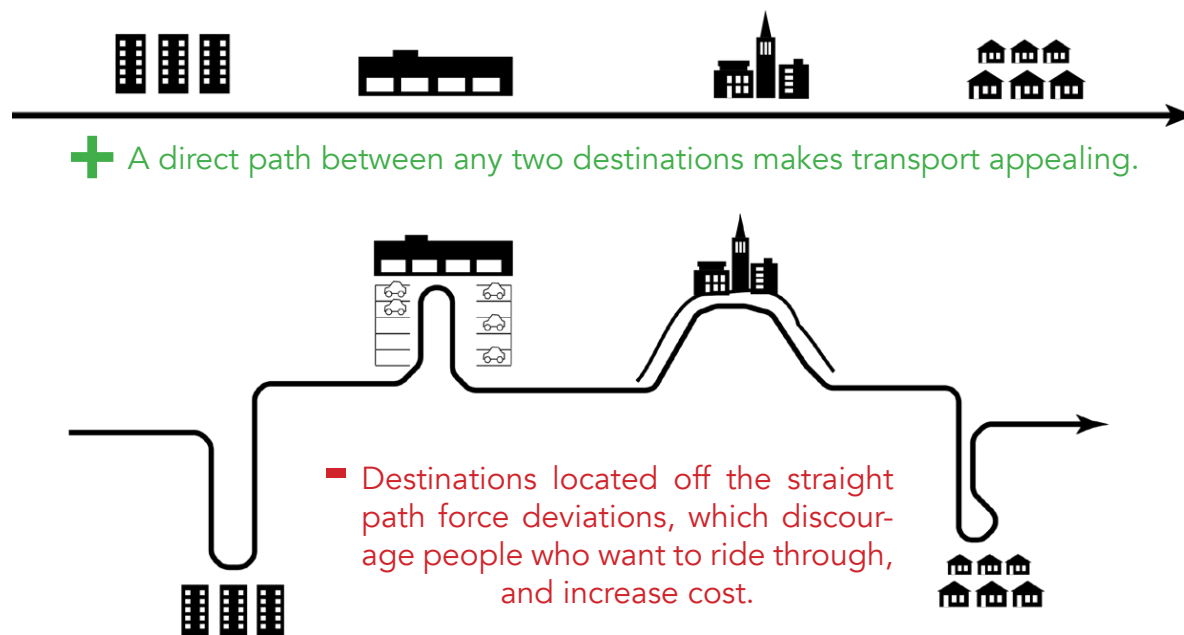 + A direct path between any two destinations makes transport appealing.
- Destinations located off the straight
path force deviations, which discour-
age people who want to ride through,
and increase cost.